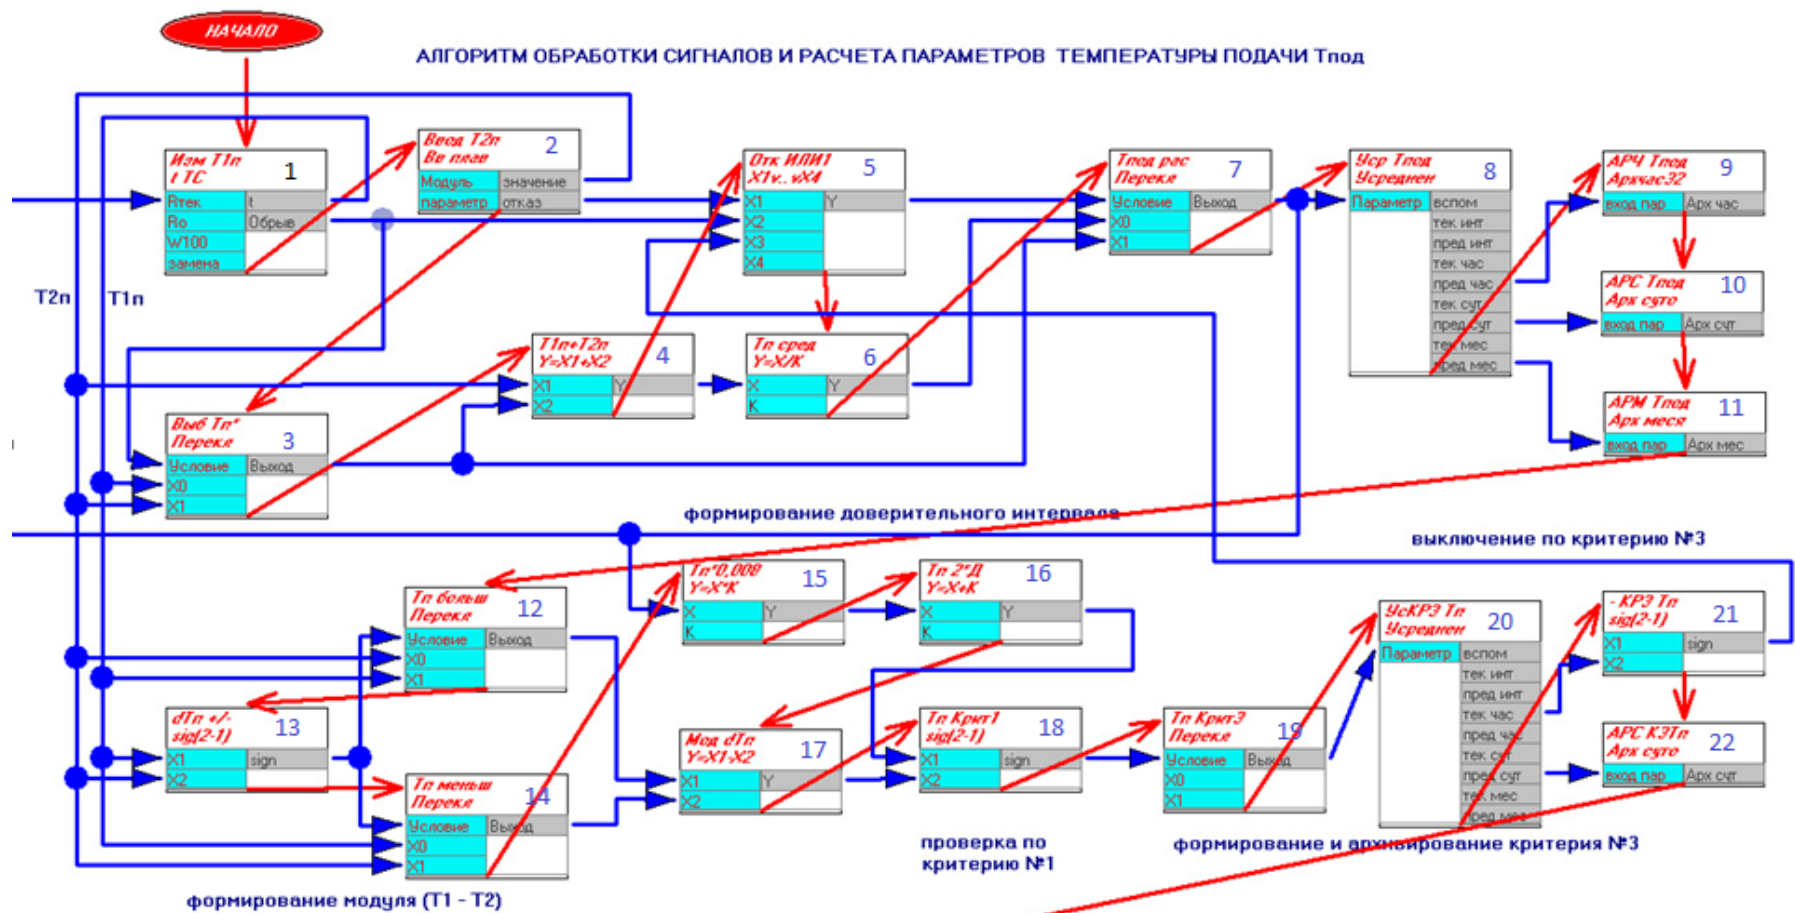 НАЧАЛО
АЛГОРИТМ ОБРАБОТКИ СИГНАЛОВ И РАСЧЕТА ПАРАМЕТРОВ ТЕМПЕРАТУРЫ ПОДАЧИ Тпод
Изм Т1п
t ТС
1
Rтек
t
Ro
Обрыв
W100
замена
Ввод Т2п
Вв плав
2
Модуль
значение
параметр
отказ
Отк ИЛИ1
X1v..vX4
5
X1
Y
X2
X3
X4
Тпод рас
Перекл
7
Условие
Выход
X0
X1
Уср Тпод
Усреднен
8
Параметр
вспом
тек инт
пред инт
тек час
пред час
тек сут
пред сут
тек мес
пред мес
АРЧ Тпод
Архчас32
9
вход пар
Арх час
АРС Тпод
Арх суто
10
вход пар
Арх сут
АРМ Тпод
Арх меся
11
вход пар
Арх мес
Т2п
Т1п
Т1п+Т2п
Y=X1+X2
4
X1
Y
X2
Тп сред
Y=X/K
6
X
Y
K
Выб Тп*
Перекл
3
Условие
Выход
X0
X1
формирование доверительного интервала
выключение по критерию №3
Тп больш
Перекл
12
Условие
Выход
X0
X1
Тп*0,008
Y=X*K
15
X
Y
K
Тп 2*Д
Y=X+K
16
X
Y
K
УсКР3 Тп
Усреднен
20
Параметр
вспом
тек инт
пред инт
тек час
пред час
тек сут
пред сут
тек мес
пред мес
- КР3 Тп
sig(2-1)
21
X1
sign
X2
dТп +/-
sig(2-1)
13
X1
sign
X2
Тп меньш
Перекл
14
Условие
Выход
X0
X1
Мод dТп
Y=X1-X2
17
X1
Y
X2
Тп Крит1
sig(2-1)
18
X1
sign
X2
Тп Крит3
Перекл
19
Условие
Выход
X0
X1
АРС К3Тп
Арх суто
22
вход пар
Арх сут
проверка по
критерию №1
формирование и архивирование критерия №3
формирование модуля (Т1 - Т2)